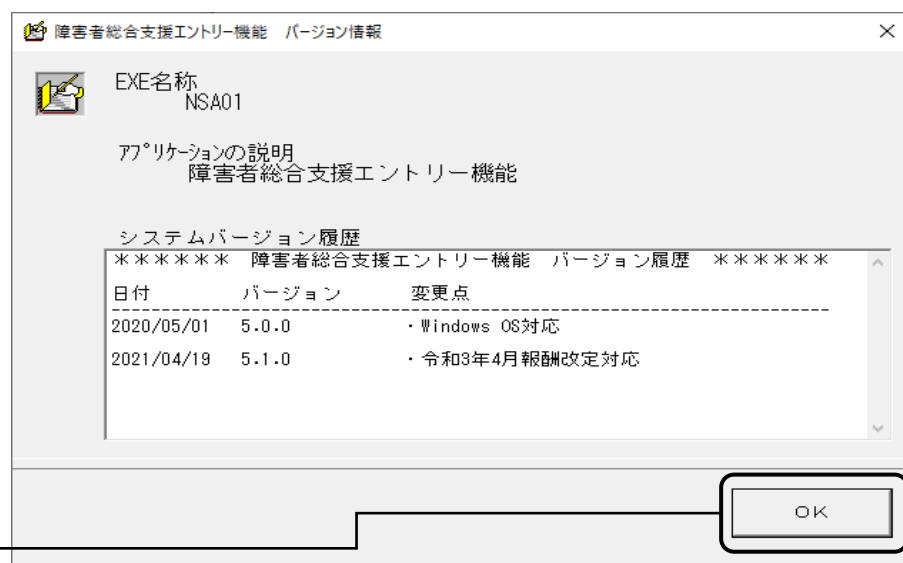 障害者総合支援エントリー機能 バージョン情報
EXE名称
NSA01
ｱﾌﾟﾘｹｰｼｮﾝの説明
障害者総合支援エントリー機能
システムバージョン履歴
＊＊＊＊＊＊ 障害者総合支援エントリー機能 バージョン履歴 ＊＊＊＊＊＊
日付 バージョン 変更点
--------------------------------------------------------------------------------
2020/05/01 5.0.0 ・Windows OS対応
2021/04/19 5.1.0 ・令和3年4月報酬改定対応
ＯＫ